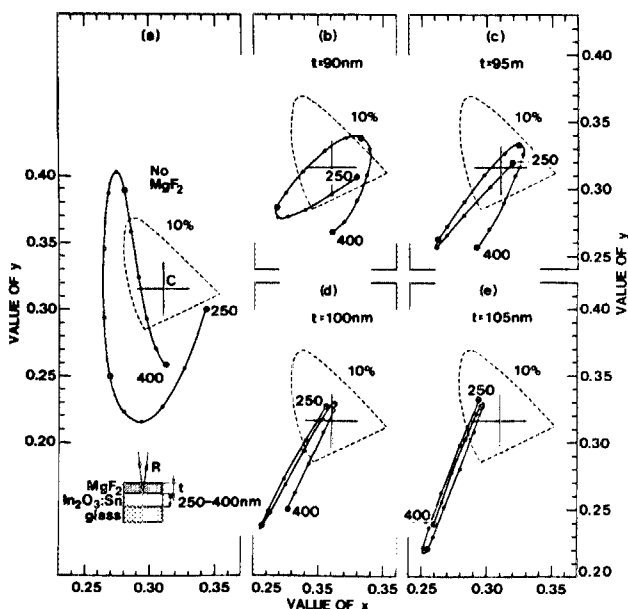 (a)
(b)
(c)
t=90nm
t=95m
0.40
0.35
0.30
0.25
10%
10%
250
250
400
400
VALUE OF y
0.40
0.35
0.30
0.25
0.20
VALUE OF y
No
MgF2
10%
C
250
400
(d)
(e)
t=100nm
t=105nm
10%
10%
250
250
400
400
0.40
0.35
0.30
0.25
0.20
R
t
MgF2
In2O3:Sn
glass
250-400nm
0.25 0.30 0.35
0.25 0.30 0.35
0.25 0.30 0.35
VALUE OF x